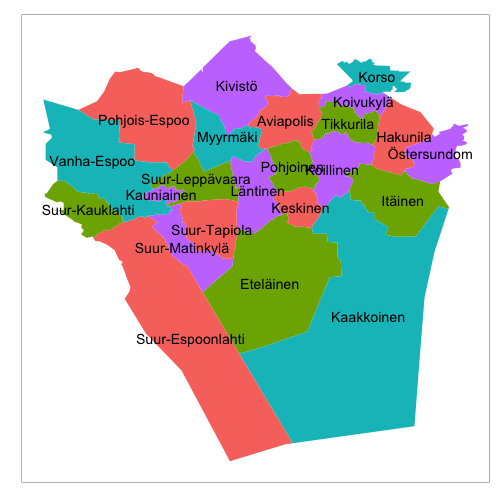 Korso
Kivistö
Koivukylä
Pohjois-Espoo
Aviapolis
Tikkurila
Myyrmäki
Hakunila
Östersundom
Vanha-Espoo
Pohjoinen
Koillinen
Suur-Leppävaara
Läntinen
Kauniainen
Itäinen
Suur-Kauklahti
Keskinen
Suur-Tapiola
Suur-Matinkylä
Eteläinen
Kaakkoinen
Suur-Espoonlahti